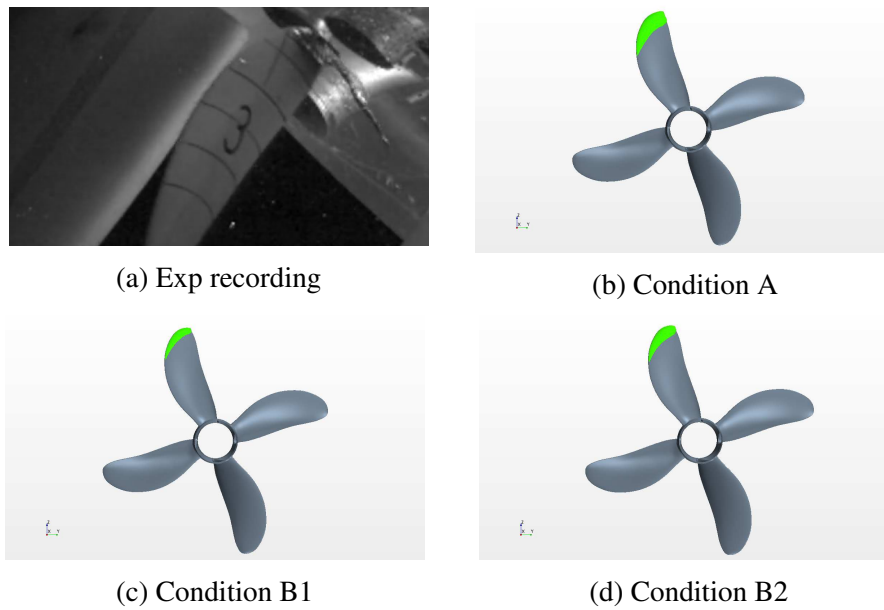 3
(a) Exp recording
(b) Condition A
(c) Condition B1
(d) Condition B2